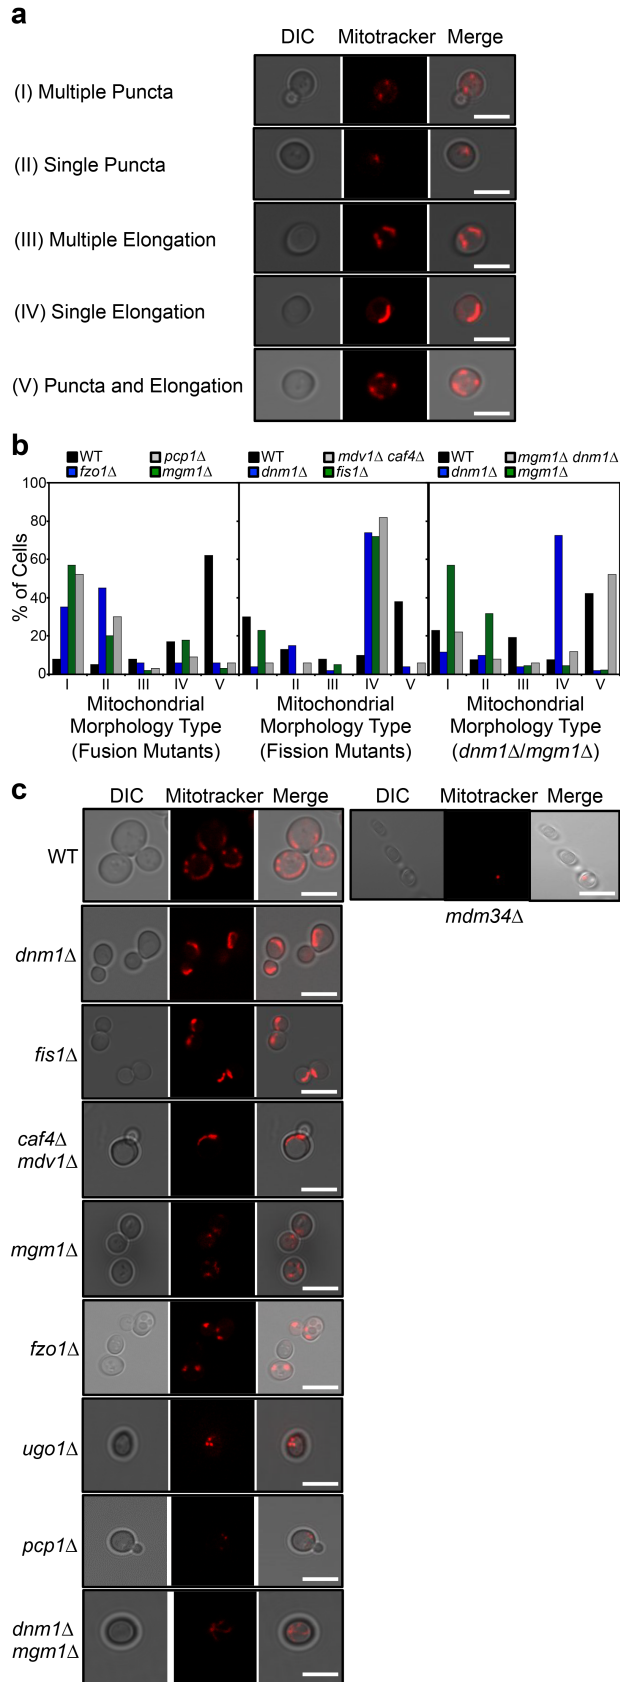 a
DIC Mitotracker Merge
(I) Multiple Puncta
(II) Single Puncta
(III) Multiple Elongation
(IV) Single Elongation
(V) Puncta and Elongation
b
WT pcp1Δ WT mdv1Δ caf4Δ WT mgm1Δ dnm1Δ
fzo1Δ mgm1Δ dnm1Δ fis1Δ dnm1Δ mgm1Δ
100
80
60
40
20
0
% of Cells
I II III IV V I II III IV V I II III IV V
Mitochondrial Mitochondrial Mitochondrial
Morphology Type Morphology Type Morphology Type
(Fusion Mutants) (Fission Mutants) (dnm1Δ/mgm1Δ)
c
DIC Mitotracker Merge DIC Mitotracker Merge
WT
mdm34Δ
dnm1Δ
fis1Δ
caf4Δ
mdv1Δ
mgm1Δ
fzo1Δ
ugo1Δ
pcp1Δ
dnm1Δ
mgm1Δ